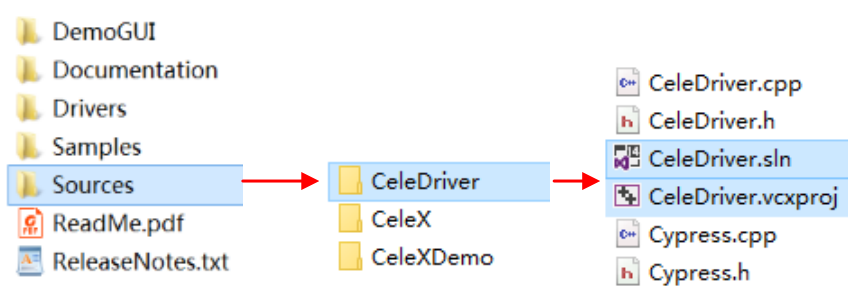 DemoGUI
Documentation
Drivers
Samples
Sources
ReadMe.pdf
ReleaseNotes.txt
CeleDriver
CeleX
CeleXDemo
CeleDriver.cpp
CeleDriver.h
CeleDriver.sln
CeleDriver.vcxproj
Cypress.cpp
Cypress.h